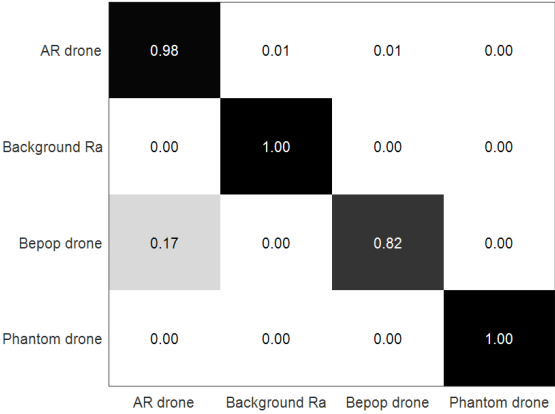 AR drone 0.98 0.01 0.01 0.00
Background Ra 0.00 1.00 0.00 0.00
Bepop drone 0.17 0.00 0.82 0.00
Phantom drone 0.00 0.00 0.00 1.00
AR drone Background Ra Bepop drone Phantom drone